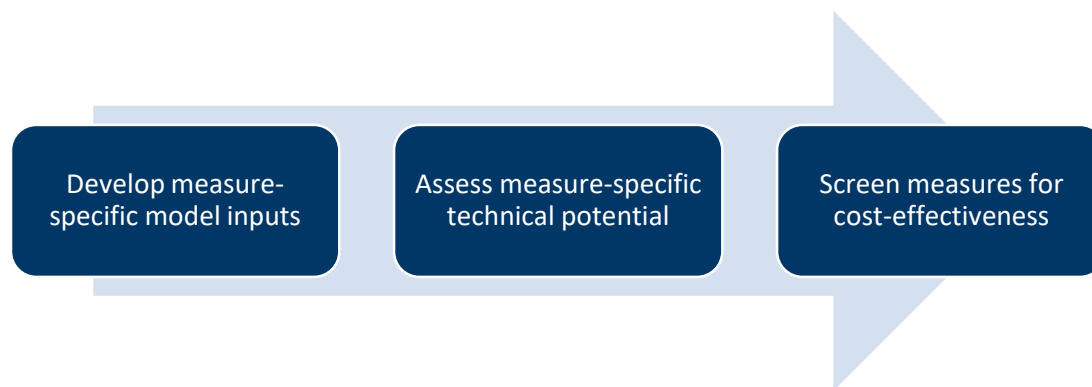 Develop measure-
specific model inputs
Assess measure-specific
technical potential
Screen measures for
cost-effectiveness